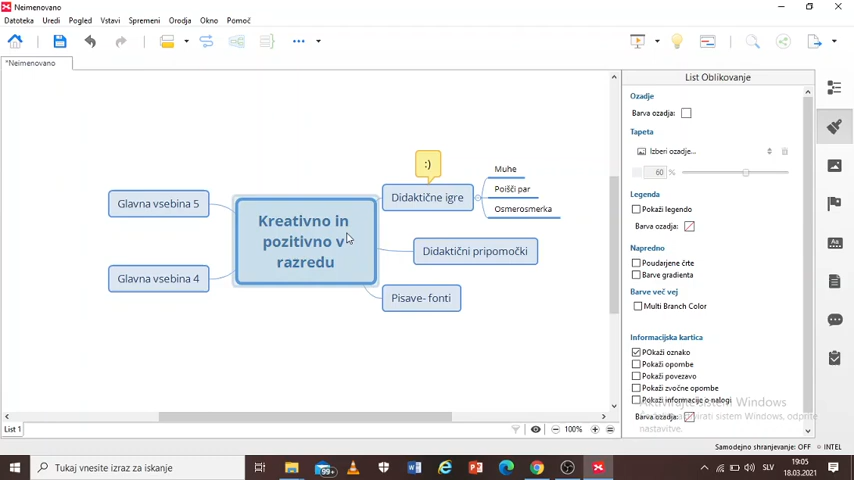 Neimenovano
Datoteka Uredi Pogled Vstavi Spremeni Orodja Okno Pomoč
*Neimenovano
List Oblikovanje
Ozadje
Barva ozadja:
Tapeta
Izberi ozadje...
60 %
Legenda
Pokaži legendo
Barva ozadja:
Napredno
Poudarjene črte
Barve gradienta
Barve več vej
Multi Branch Color
Informacijska kartica
POkaži oznako
Pokaži opombe
Pokaži povezavo
Pokaži zvočne opombe
Pokaži informacije o nalogi
Barva ozadja:
:)
Didaktične igre
Muhe
Poišči par
Osmerosmerka
Glavna vsebina 5
Kreativno in
pozitivno v
razredu
Didaktični pripomočki
Glavna vsebina 4
Pisave- fonti
List 1
100%
Samodejno shranjevanje: OFF
INTEL
Tukaj vnesite izraz za iskanje
99+
SLV
19:05
18.03.2021